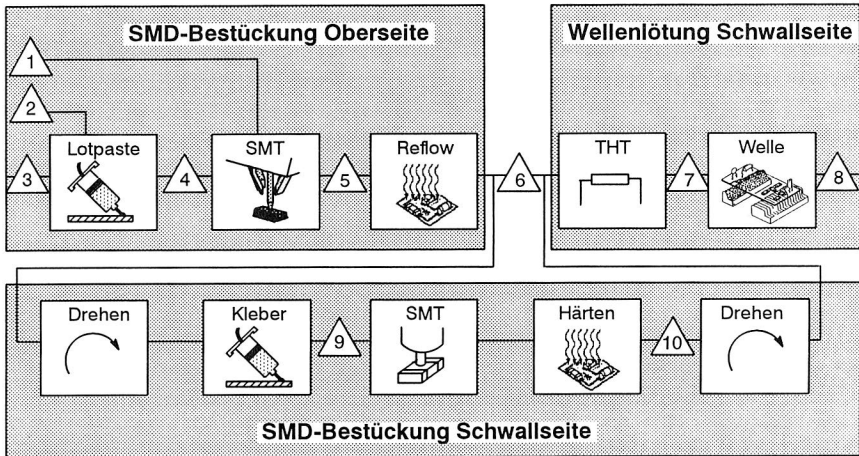 SMD-Bestückung Oberseite
Wellenlötung Schwallseite
1
2
Lotpaste
SMT
Reflow
THT
Welle
3
4
5
6
7
8
Drehen
Kleber
SMT
Härten
Drehen
9
10
SMD-Bestückung Schwallseite